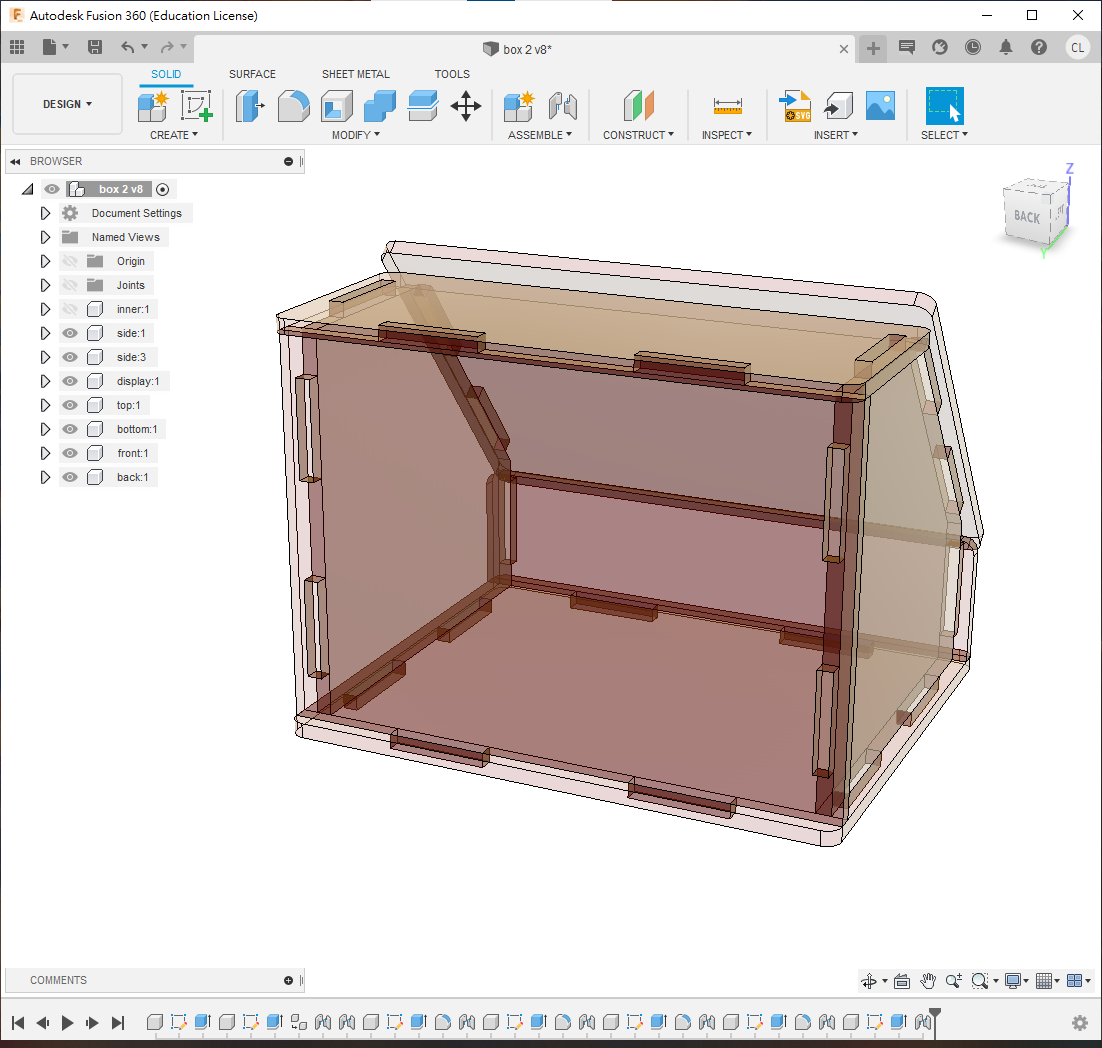 Autodesk Fusion 360 (Education License)
box 2 v8*
CL
DESIGN
SOLID SURFACE SHEET METAL TOOLS
SVG
CREATE MODIFY ASSEMBLE CONSTRUCT INSPECT INSERT SELECT
BROWSER
box 2 v8
Document Settings
Named Views
Origin
Joints
inner:1
side:1
side:3
display:1
top:1
bottom:1
front:1
back:1
Z
BACK
Y
COMMENTS